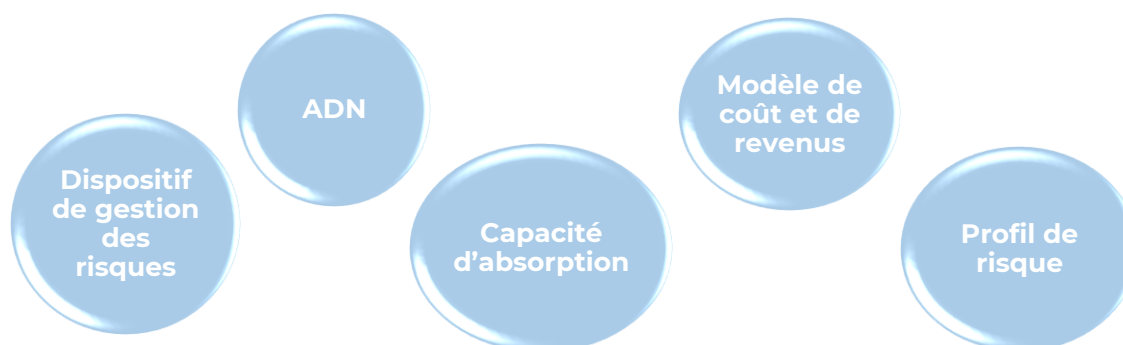 Dispositif
de gestion
des
risques
ADN
Capacité
d’absorption
Modèle de
coût et de
revenus
Profil de
risque